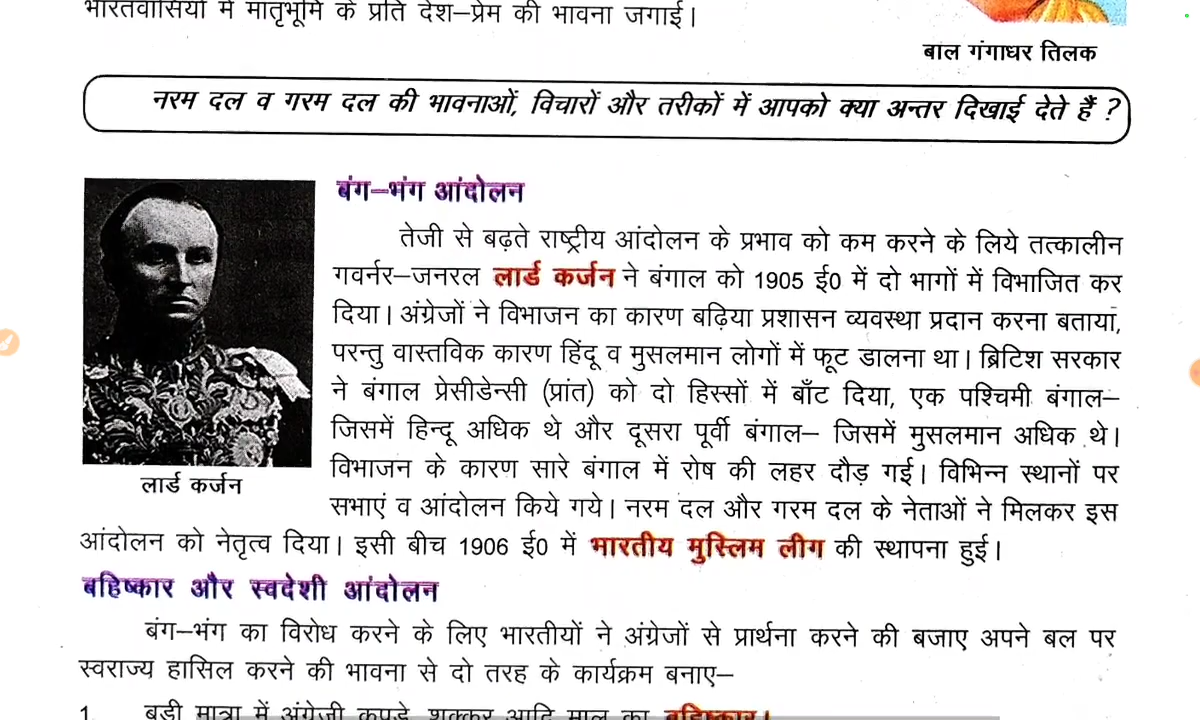 भारतवासियों में मातृभूमि के प्रति देश–प्रेम की भावना जगाई।
बाल गंगाधर तिलक
नरम दल व गरम दल की भावनाओं, विचारों और तरीकों में आपको क्या अन्तर दिखाई देते हैं ?
बंग–भंग आंदोलन
तेजी से बढ़ते राष्ट्रीय आंदोलन के प्रभाव को कम करने के लिये तत्कालीन
गवर्नर–जनरल लार्ड कर्जन ने बंगाल को 1905 ई0 में दो भागों में विभाजित कर
दिया। अंग्रेजों ने विभाजन का कारण बढ़िया प्रशासन व्यवस्था प्रदान करना बताया,
परन्तु वास्तविक कारण हिंदू व मुसलमान लोगों में फूट डालना था। ब्रिटिश सरकार
ने बंगाल प्रेसीडेन्सी (प्रांत) को दो हिस्सों में बाँट दिया, एक पश्चिमी बंगाल–
जिसमें हिन्दू अधिक थे और दूसरा पूर्वी बंगाल– जिसमें मुसलमान अधिक थे।
विभाजन के कारण सारे बंगाल में रोष की लहर दौड़ गई। विभिन्न स्थानों पर
लार्ड कर्जन
सभाएं व आंदोलन किये गये। नरम दल और गरम दल के नेताओं ने मिलकर इस
आंदोलन को नेतृत्व दिया। इसी बीच 1906 ई0 में भारतीय मुस्लिम लीग की स्थापना हुई।
बहिष्कार और स्वदेशी आंदोलन
बंग–भंग का विरोध करने के लिए भारतीयों ने अंग्रेजों से प्रार्थना करने की बजाए अपने बल पर
स्वराज्य हासिल करने की भावना से दो तरह के कार्यक्रम बनाए–
1. बड़ी मात्रा में अंग्रेजी कपड़े, शक्कर आदि माल का बहिष्कार।